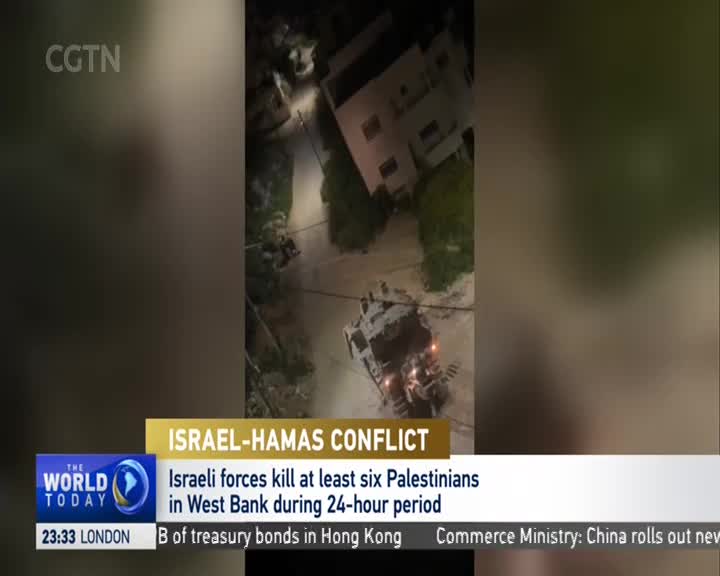 CGTN
ISRAEL-HAMAS CONFLICT
THE
WORLD
TODAY
Israeli forces kill at least six Palestinians
in West Bank during 24-hour period
23:33 LONDON
B of treasury bonds in Hong Kong Commerce Ministry: China rolls out new